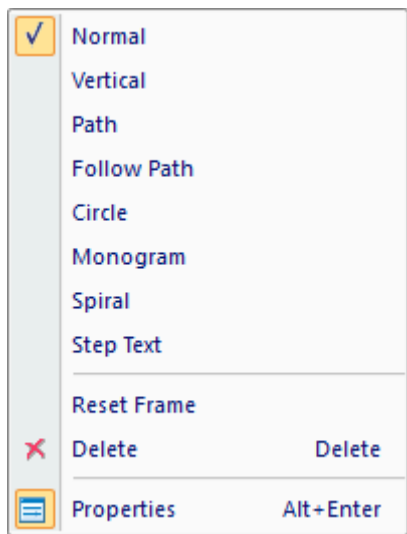 Normal
Vertical
Path
Follow Path
Circle
Monogram
Spiral
Step Text
Reset Frame
Delete Delete
Properties Alt+Enter